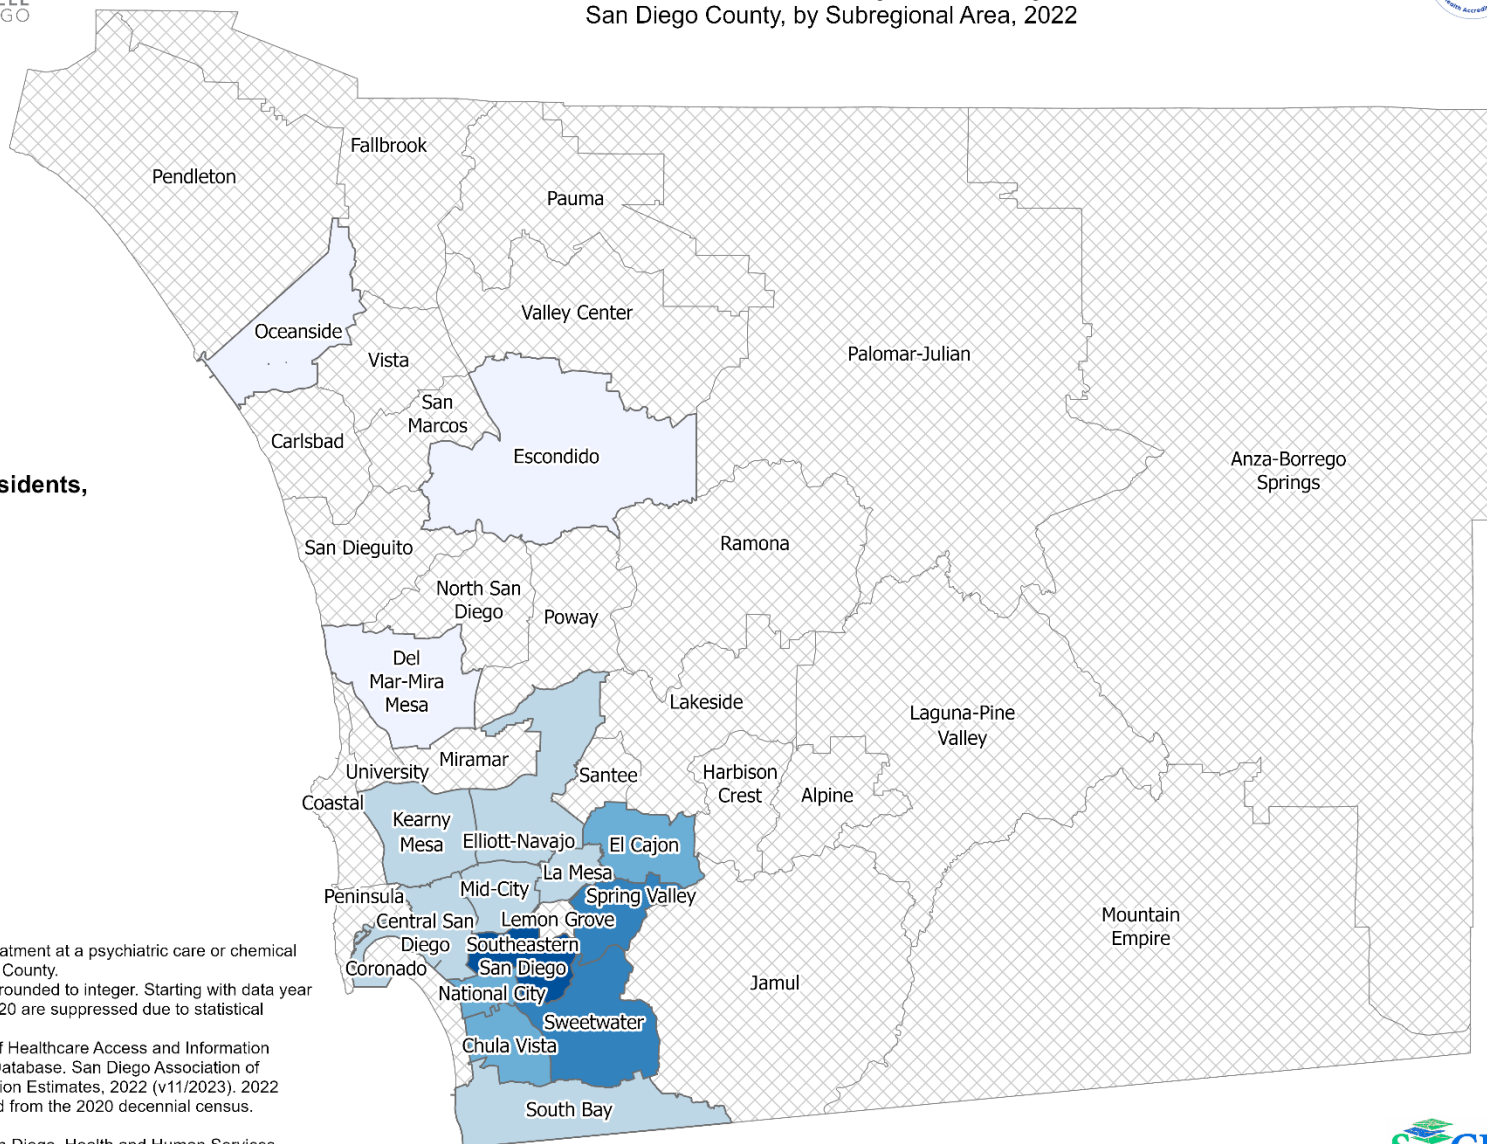 GO
San Diego County, by Subregional Area, 2022
Fallbrook
Pendleton
Pauma
Valley Center
Oceanside
Vista
Palomar-Julian
San
Marcos
Carlsbad
Escondido
Anza-Borrego
Springs
sidents,
San Dieguito
Ramona
North San
Diego
Poway
Del
Mar-Mira
Mesa
Lakeside
Laguna-Pine
Valley
Miramar
University
Santee
Harbison
Crest
Alpine
Coastal
Kearny
Mesa
Elliott-Navajo
El Cajon
La Mesa
Mid-City
Spring Valley
Peninsula
Central San
Diego
Lemon Grove
Mountain
Empire
Southeastern
San Diego
Coronado
Jamul
National City
Sweetwater
Chula Vista
South Bay
atment at a psychiatric care or chemical
County.
rounded to integer. Starting with data year
20 are suppressed due to statistical
f Healthcare Access and Information
Database. San Diego Association of
ion Estimates, 2022 (v11/2023). 2022
d from the 2020 decennial census.